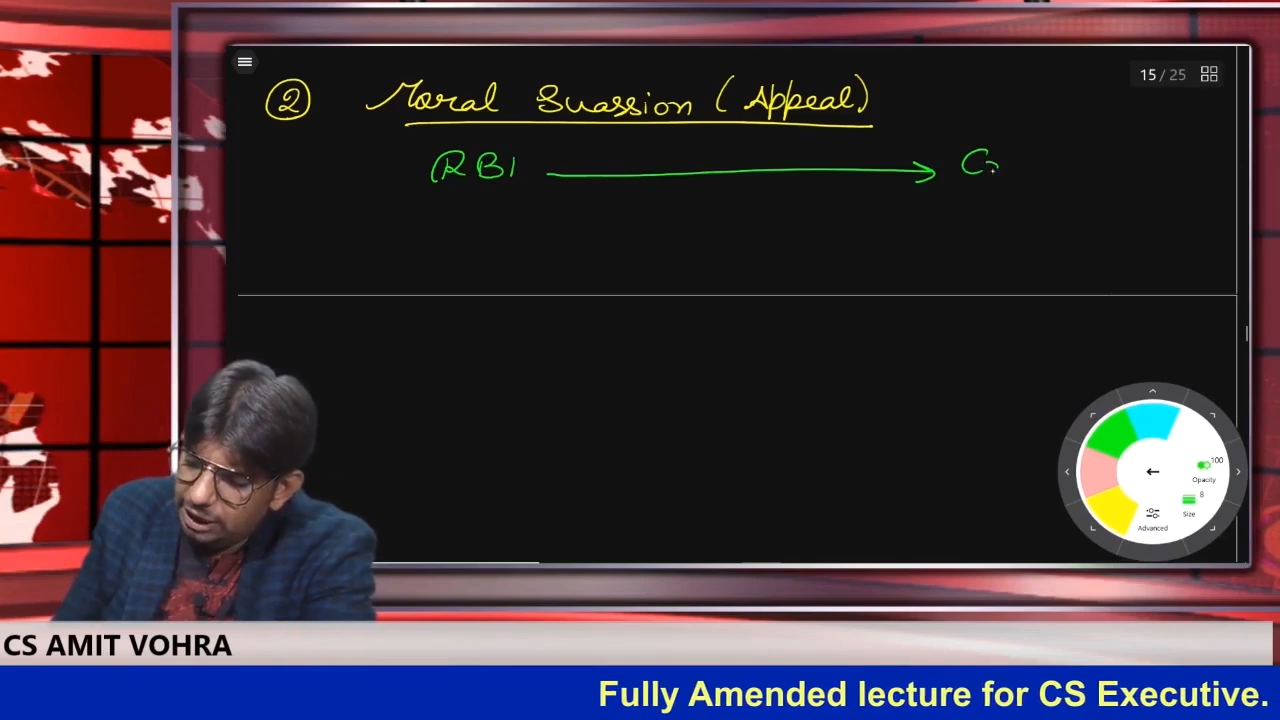 15 / 25
② Moral Suassion (Appeal)
RBI
100
Opacity
8
Size
Advanced
CS AMIT VOHRA
Fully Amended lecture for CS Executive.